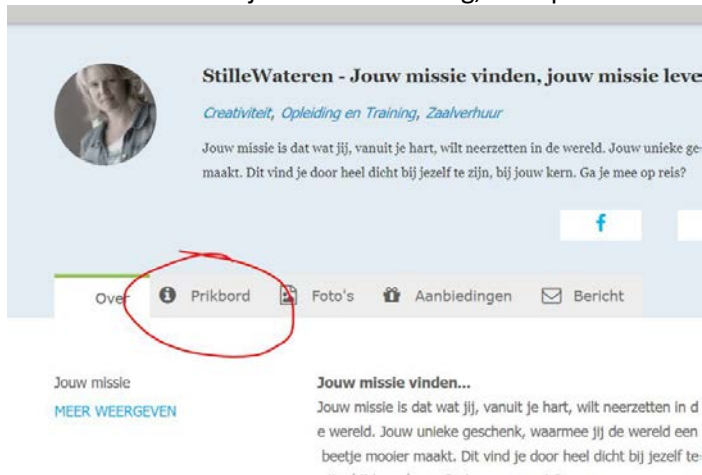 StilleWateren - Jouw missie vinden, jouw missie leve
Creativiteit, Opleiding en Training, Zaalverhuur
Jouw missie is dat wat jij, vanuit je hart, wilt neerzetten in de wereld. Jouw unieke ge-
maakt. Dit vind je door heel dicht bij jezelf te zijn, bij jouw kern. Ga je mee op reis?
f
Over Prikbord Foto's Aanbiedingen Bericht
Jouw missie
MEER WEERGEVEN
Jouw missie vinden...
Jouw missie is dat wat jij, vanuit je hart, wilt neerzetten in d
e wereld. Jouw unieke geschenk, waarmee jij de wereld een
beetje mooier maakt. Dit vind je door heel dicht bij jezelf te